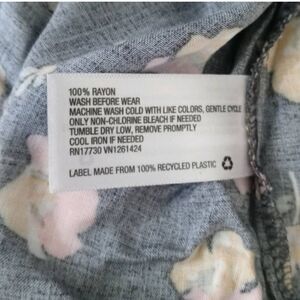 100% RAYON
WASH BEFORE WEAR
MACHINE WASH COLD WITH LIKE COLORS, GENTLE CYCLE
ONLY NON-CHLORINE BLEACH IF NEEDED
TUMBLE DRY LOW, REMOVE PROMPTLY
COOL IRON IF NEEDED
RN17730 VN1261424
LABEL MADE FROM 100% RECYCLED PLASTIC